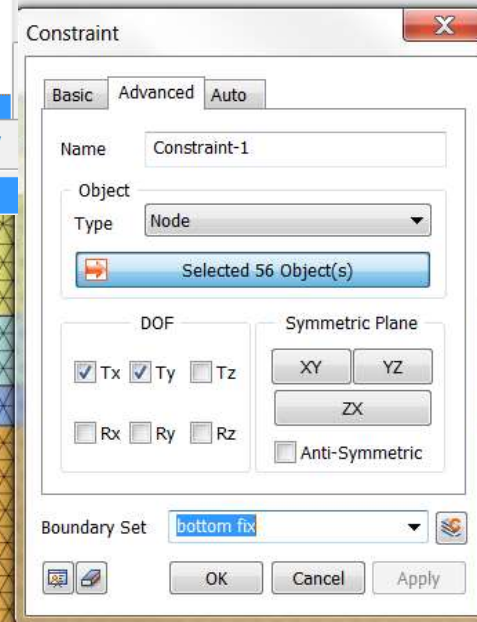 Constraint
Basic Advanced Auto
Name Constraint-1
Object
Type Node
Selected 56 Object(s)
DOF Symmetric Plane
Tx Ty Tz XY YZ
ZX
Rx Ry Rz Anti-Symmetric
Boundary Set bottom fix
OK Cancel Apply